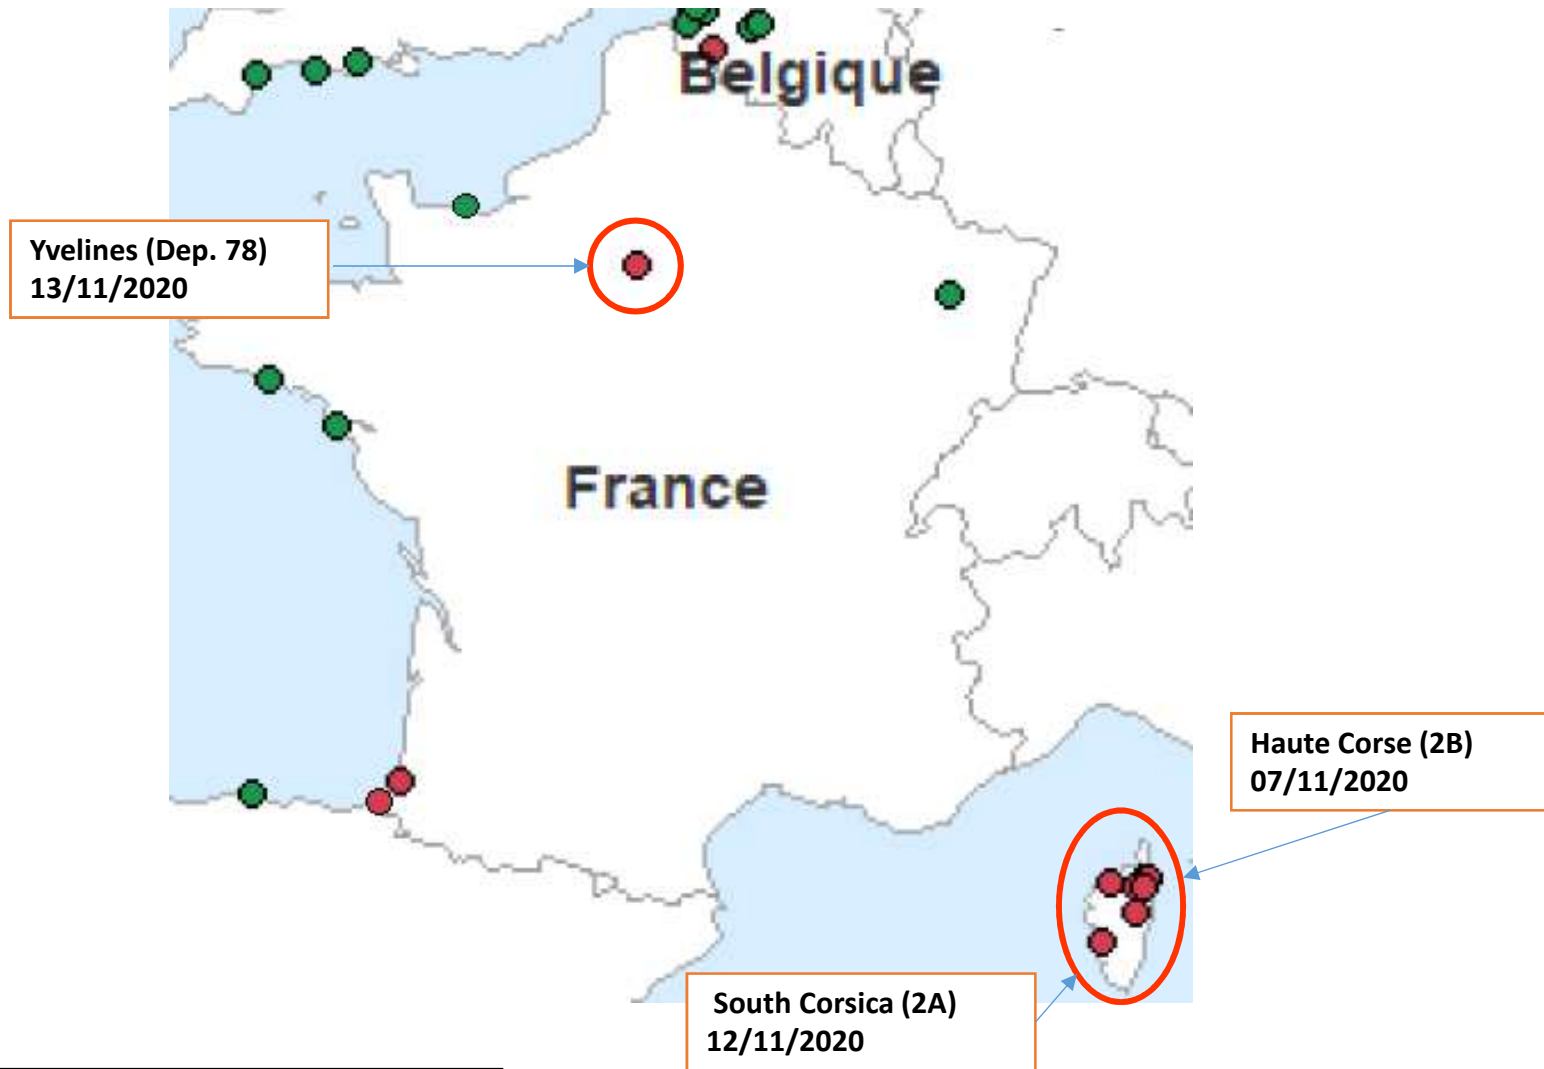 Belgique
Yvelines (Dep. 78)
13/11/2020
France
Haute Corse (2B)
07/11/2020
South Corsica (2A)
12/11/2020